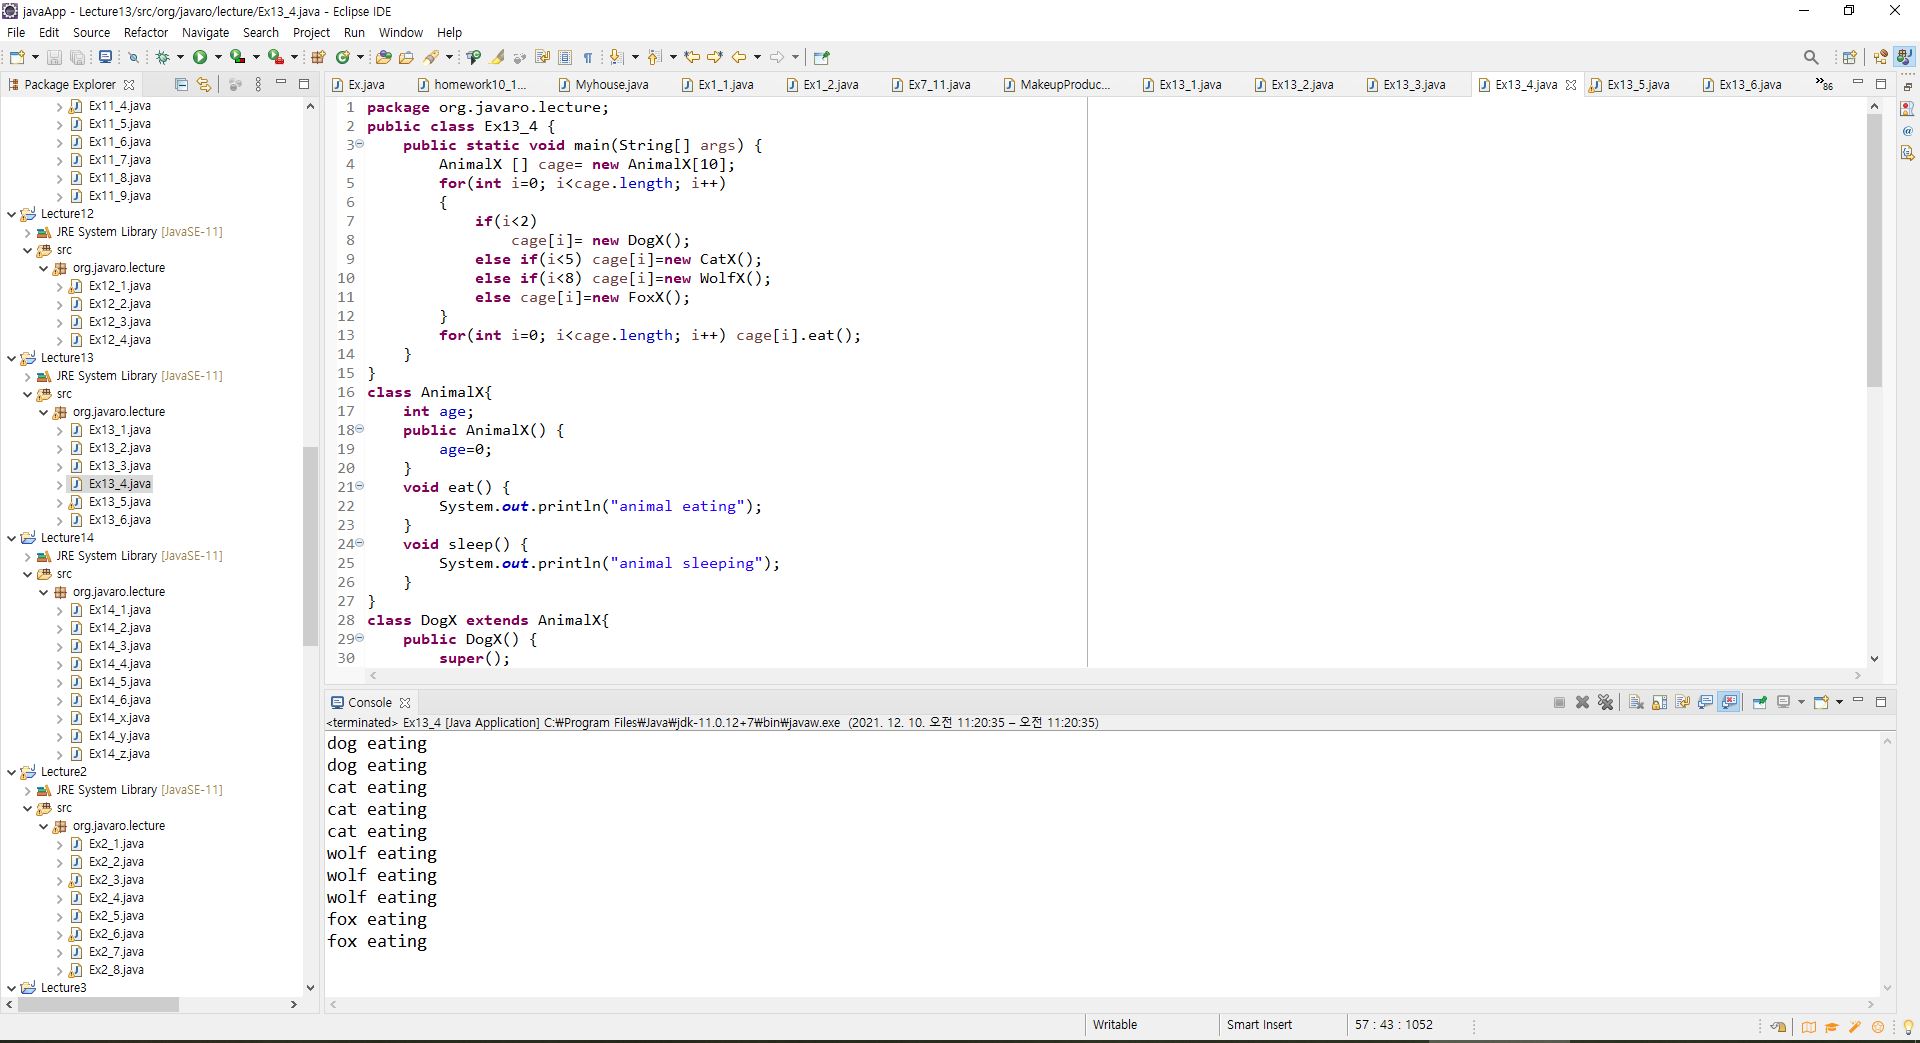 javaApp - Lecture13/src/org/javaro/lecture/Ex13_4.java - Eclipse IDE
File Edit Source Refactor Navigate Search Project Run Window Help
Package Explorer
Ex11_4.java
Ex11_5.java
Ex11_6.java
Ex11_7.java
Ex11_8.java
Ex11_9.java
Lecture12
JRE System Library [JavaSE-11]
src
org.javaro.lecture
Ex12_1.java
Ex12_2.java
Ex12_3.java
Ex12_4.java
Lecture13
JRE System Library [JavaSE-11]
src
org.javaro.lecture
Ex13_1.java
Ex13_2.java
Ex13_3.java
Ex13_4.java
Ex13_5.java
Ex13_6.java
Lecture14
JRE System Library [JavaSE-11]
src
org.javaro.lecture
Ex14_1.java
Ex14_2.java
Ex14_3.java
Ex14_4.java
Ex14_5.java
Ex14_6.java
Ex14_x.java
Ex14_y.java
Ex14_z.java
Lecture2
JRE System Library [JavaSE-11]
src
org.javaro.lecture
Ex2_1.java
Ex2_2.java
Ex2_3.java
Ex2_4.java
Ex2_5.java
Ex2_6.java
Ex2_7.java
Ex2_8.java
Lecture3
Ex.java homework10_1... Myhouse.java Ex1_1.java Ex1_2.java Ex7_11.java MakeupProduc... Ex13_1.java Ex13_2.java Ex13_3.java Ex13_4.java Ex13_5.java Ex13_6.java »86
1 package org.javaro.lecture;
2 public class Ex13_4 {
3 public static void main(String[] args) {
4 AnimalX [] cage= new AnimalX[10];
5 for(int i=0; i<cage.length; i++)
6 {
7 if(i<2)
8 cage[i]= new DogX();
9 else if(i<5) cage[i]=new CatX();
10 else if(i<8) cage[i]=new WolfX();
11 else cage[i]=new FoxX();
12 }
13 for(int i=0; i<cage.length; i++) cage[i].eat();
14 }
15 }
16 class AnimalX{
17 int age;
18 public AnimalX() {
19 age=0;
20 }
21 void eat() {
22 System.out.println("animal eating");
23 }
24 void sleep() {
25 System.out.println("animal sleeping");
26 }
27 }
28 class DogX extends AnimalX{
29 public DogX() {
30 super();
Console
<terminated> Ex13_4 [Java Application] C:₩Program Files₩Java₩jdk-11.0.12+7₩bin₩javaw.exe (2021. 12. 10. 오전 11:20:35 – 오전 11:20:35)
dog eating
dog eating
cat eating
cat eating
cat eating
wolf eating
wolf eating
wolf eating
fox eating
fox eating
Writable Smart Insert 57 : 43 : 1052